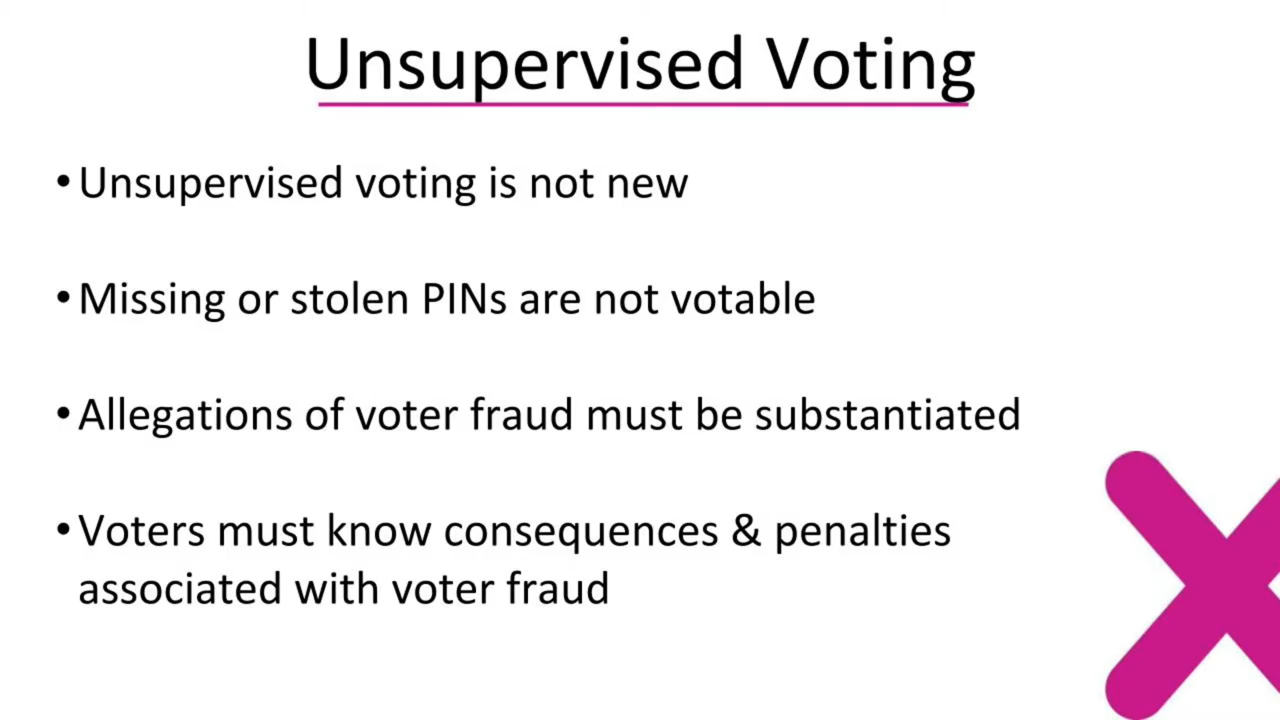 Unsupervised Voting
•Unsupervised voting is not new
•Missing or stolen PINs are not votable
•Allegations of voter fraud must be substantiated
•Voters must know consequences & penalties
associated with voter fraud